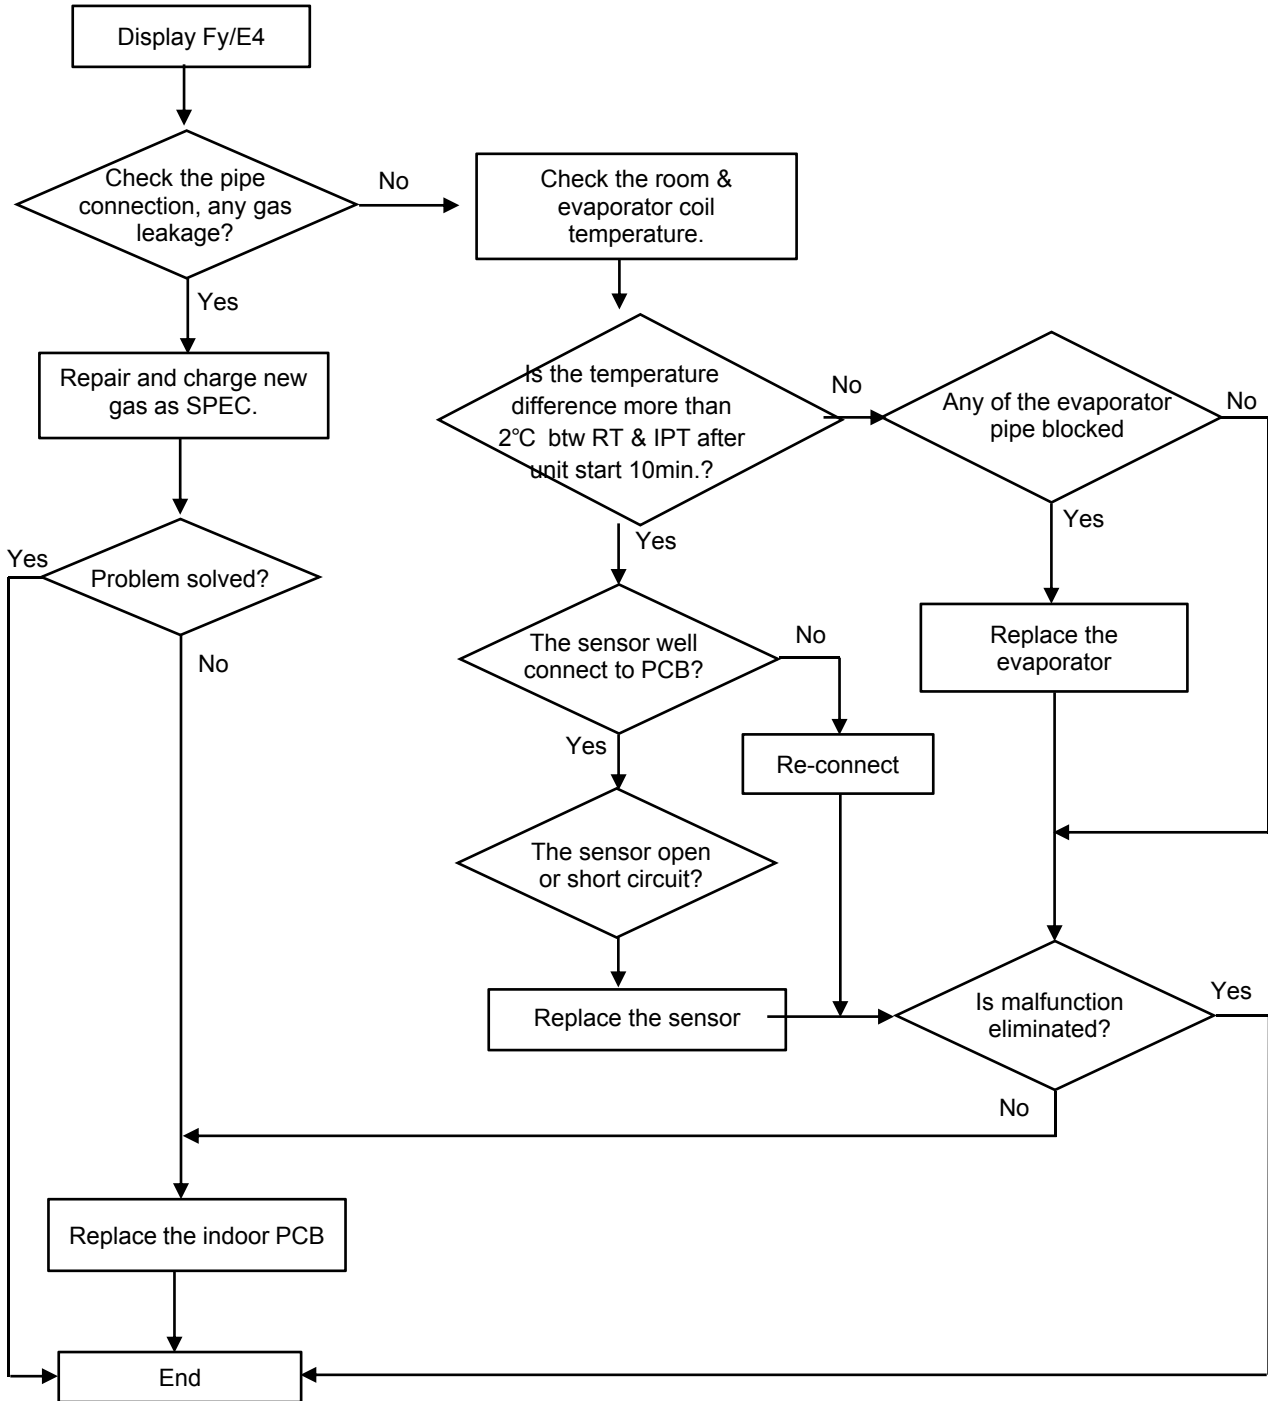 Display Fy/E4
Check the pipe
connection, any gas
leakage?
No
Check the room &
evaporator coil
temperature.
Yes
Repair and charge new
gas as SPEC.
Is the temperature
difference more than
2℃ btw RT & IPT after
unit start 10min.?
No
Any of the evaporator
pipe blocked
No
Yes
Yes
Yes
Problem solved?
No
The sensor well
connect to PCB?
No
Replace the
evaporator
Yes
Re-connect
The sensor open
or short circuit?
Replace the sensor
Is malfunction
eliminated?
Yes
No
Replace the indoor PCB
End